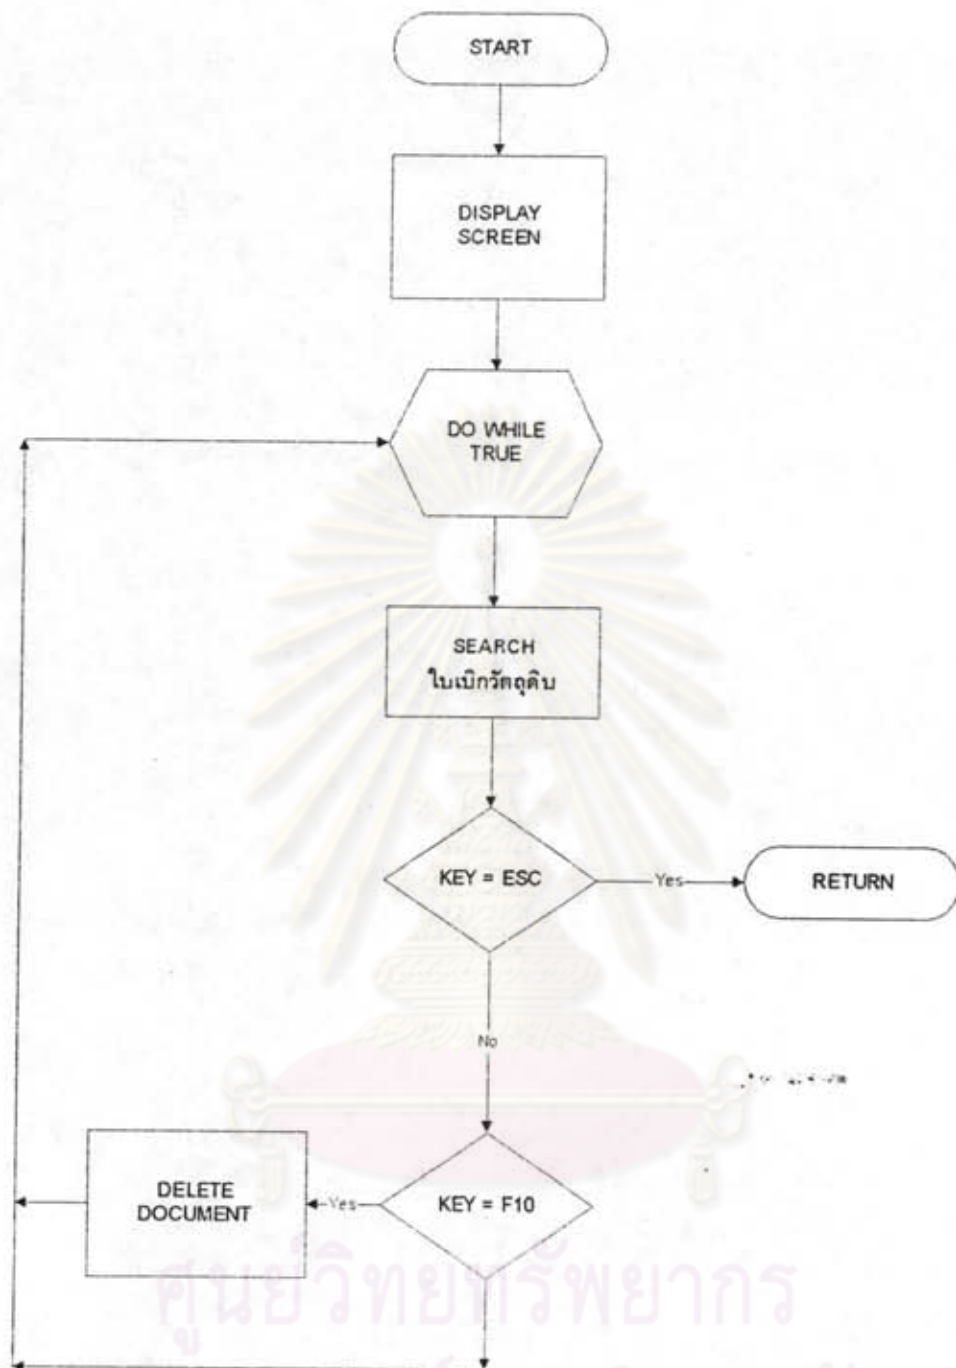 START
DISPLAY
SCREEN
DO WHILE
TRUE
SEARCH
ใบเบิกวัตถุดิบ
KEY = ESC
Yes
RETURN
No
DELETE
DOCUMENT
Yes
KEY = F10
ศูนย์วิทยทรัพยากร